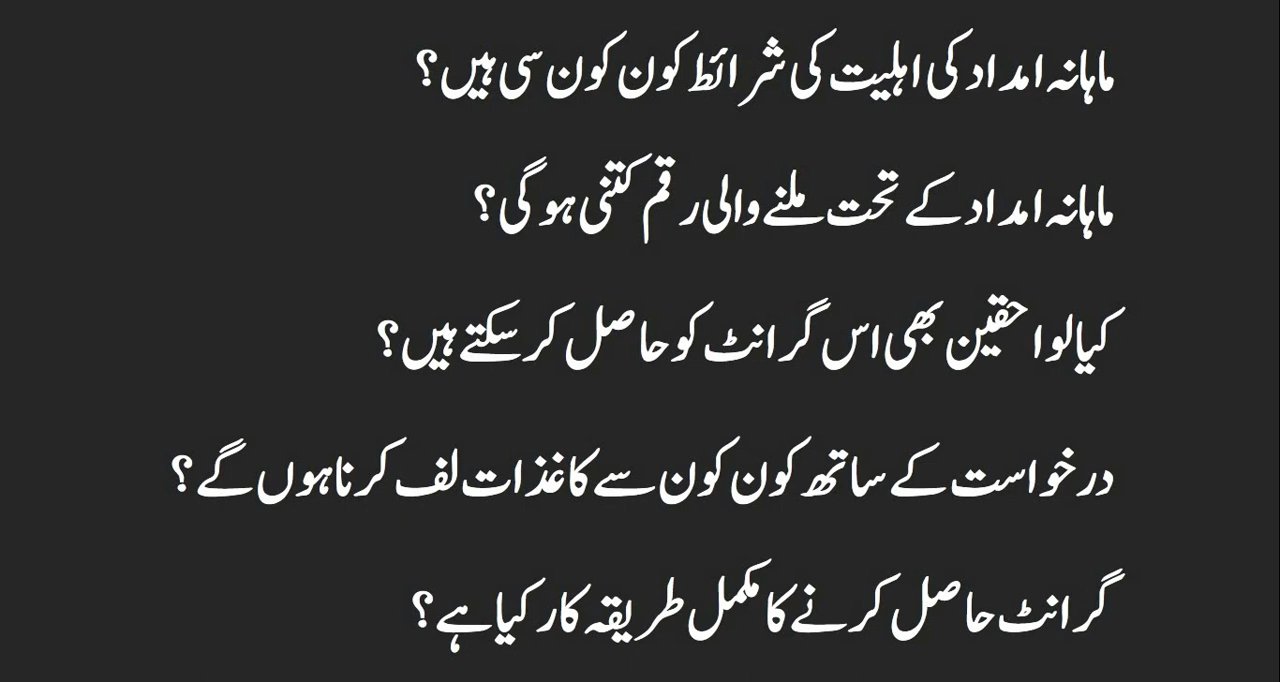 ماہانہ امداد کی اہلیت کی شرائط کون کون سی ہیں؟
ماہانہ امداد کے تحت ملنے والی رقم کتنی ہو گی؟
کیا لواحقین بھی اس گرانٹ کو حاصل کر سکتے ہیں؟
درخواست کے ساتھ کون کون سے کاغذات لف کرنا ہوں گے؟
گرانٹ حاصل کرنے کا مکمل طریقہ کار کیا ہے؟